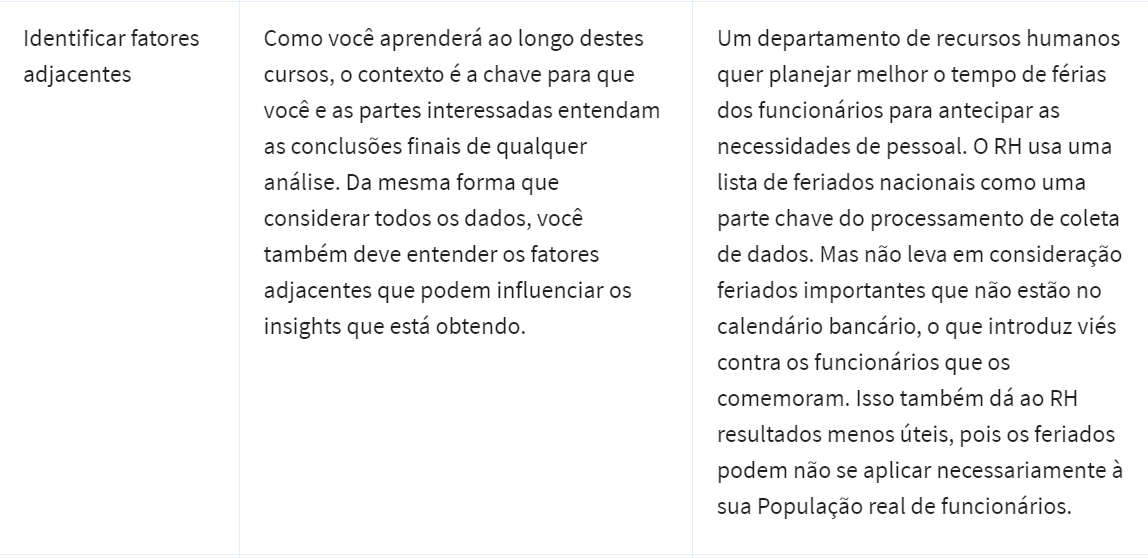 Identificar fatores
adjacentes
Como você aprenderá ao longo destes
cursos, o contexto é a chave para que
você e as partes interessadas entendam
as conclusões finais de qualquer
análise. Da mesma forma que
considerar todos os dados, você
também deve entender os fatores
adjacentes que podem influenciar os
insights que está obtendo.
Um departamento de recursos humanos
quer planejar melhor o tempo de férias
dos funcionários para antecipar as
necessidades de pessoal. O RH usa uma
lista de feriados nacionais como uma
parte chave do processamento de coleta
de dados. Mas não leva em consideração
feriados importantes que não estão no
calendário bancário, o que introduz viés
contra os funcionários que os
comemoram. Isso também dá ao RH
resultados menos úteis, pois os feriados
podem não se aplicar necessariamente à
sua População real de funcionários.